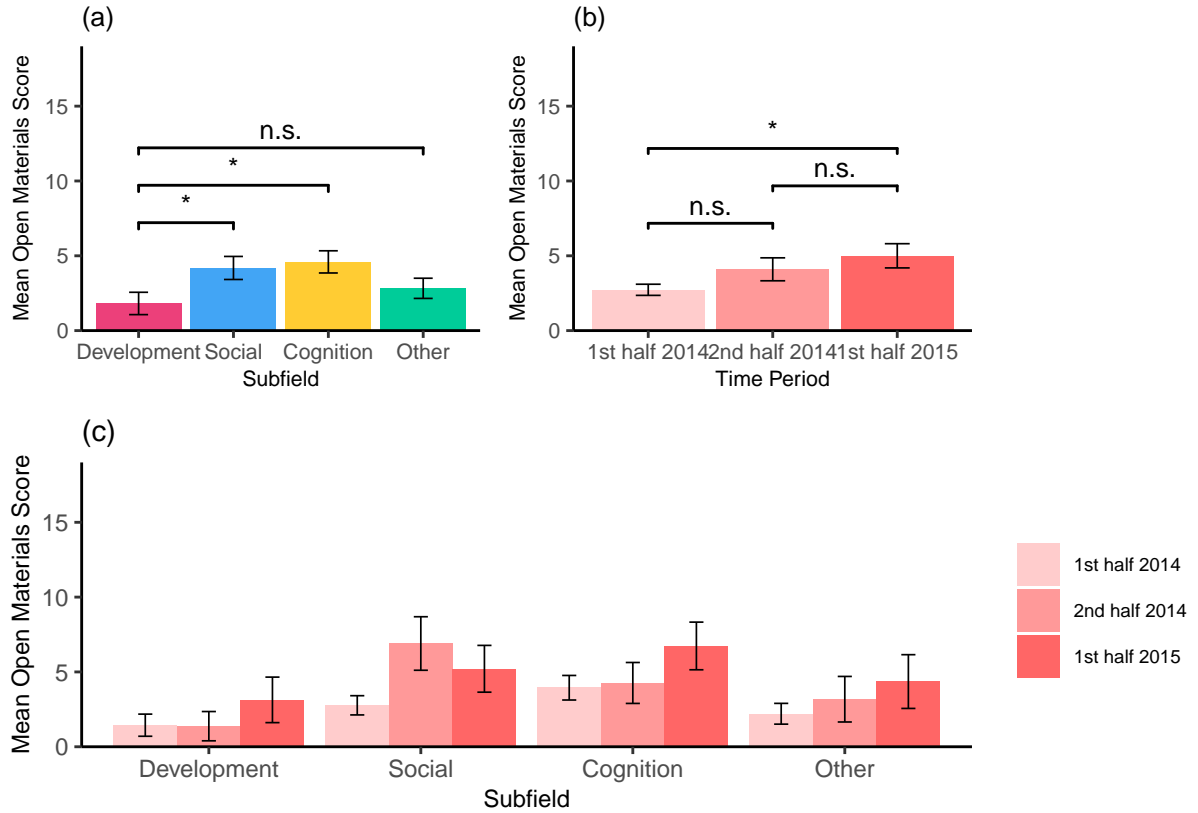 (a)
Mean Open Materials Score
15
10
5
0
n.s.
*
*
Development Social Cognition Other
Subfield
(b)
Mean Open Materials Score
15
10
5
0
*
n.s.
n.s.
1st half 2014 2nd half 2014 1st half 2015
Time Period
(c)
Mean Open Materials Score
15
10
5
0
Development Social Cognition Other
Subfield
1st half 2014
2nd half 2014
1st half 2015